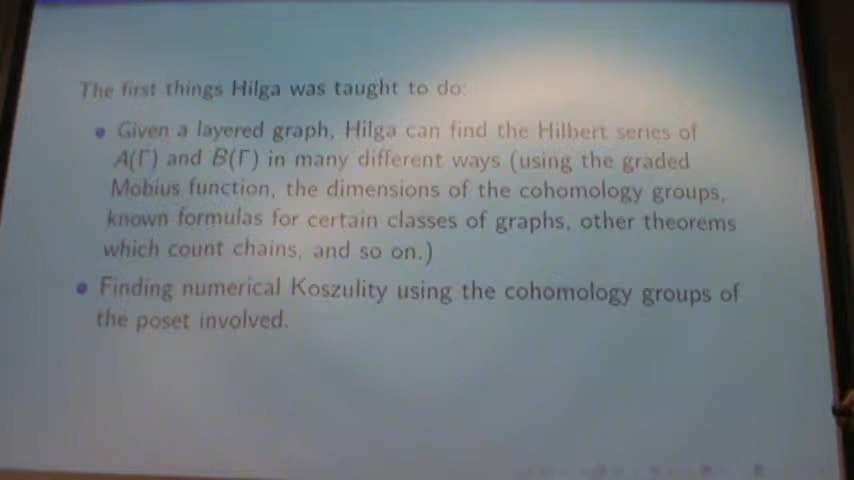 The first things Hilga was taught to do:
• Given a layered graph, Hilga can find the Hilbert series of
A(Γ) and B(Γ) in many different ways (using the graded
Mobius function, the dimensions of the cohomology groups,
known formulas for certain classes of graphs, other theorems
which count chains, and so on.)
• Finding numerical Koszulity using the cohomology groups of
the poset involved.